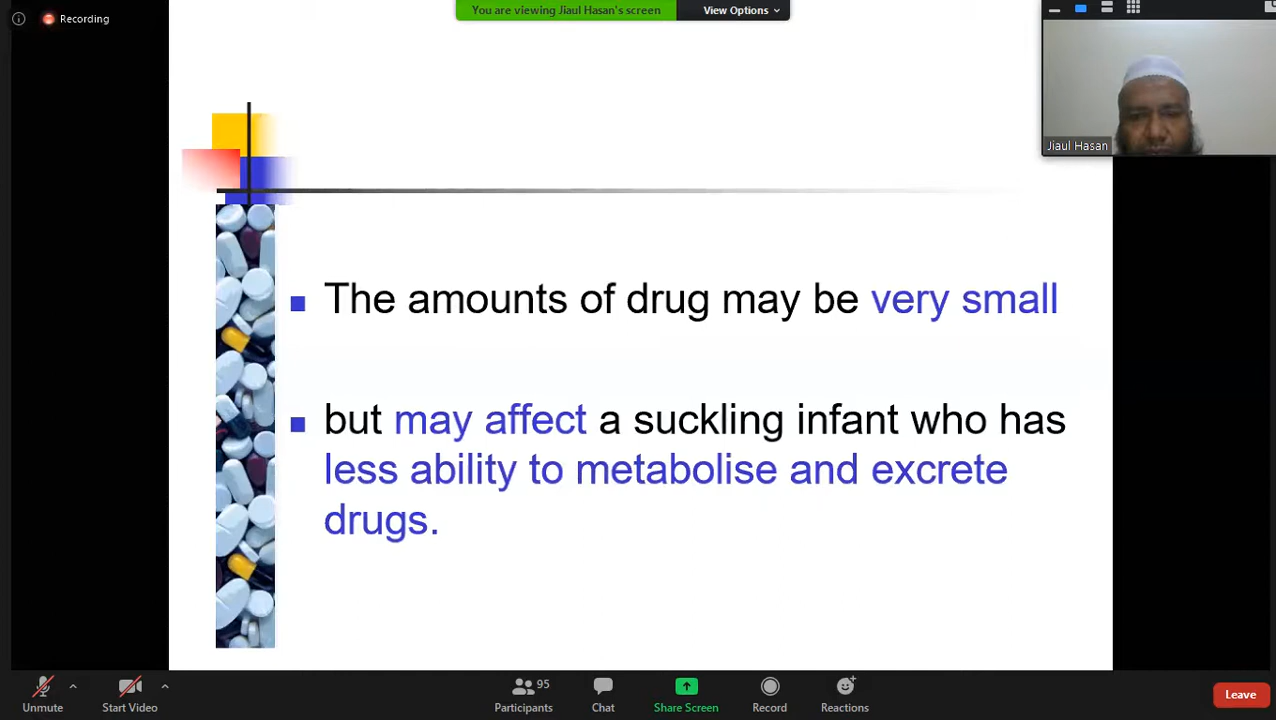 Recording
You are viewing Jiaul Hasan's screen
View Options
Jiaul Hasan
The amounts of drug may be very small
but may affect a suckling infant who has
less ability to metabolise and excrete
drugs.
Unmute
Start Video
95
Participants
Chat
Share Screen
Record
Reactions
Leave